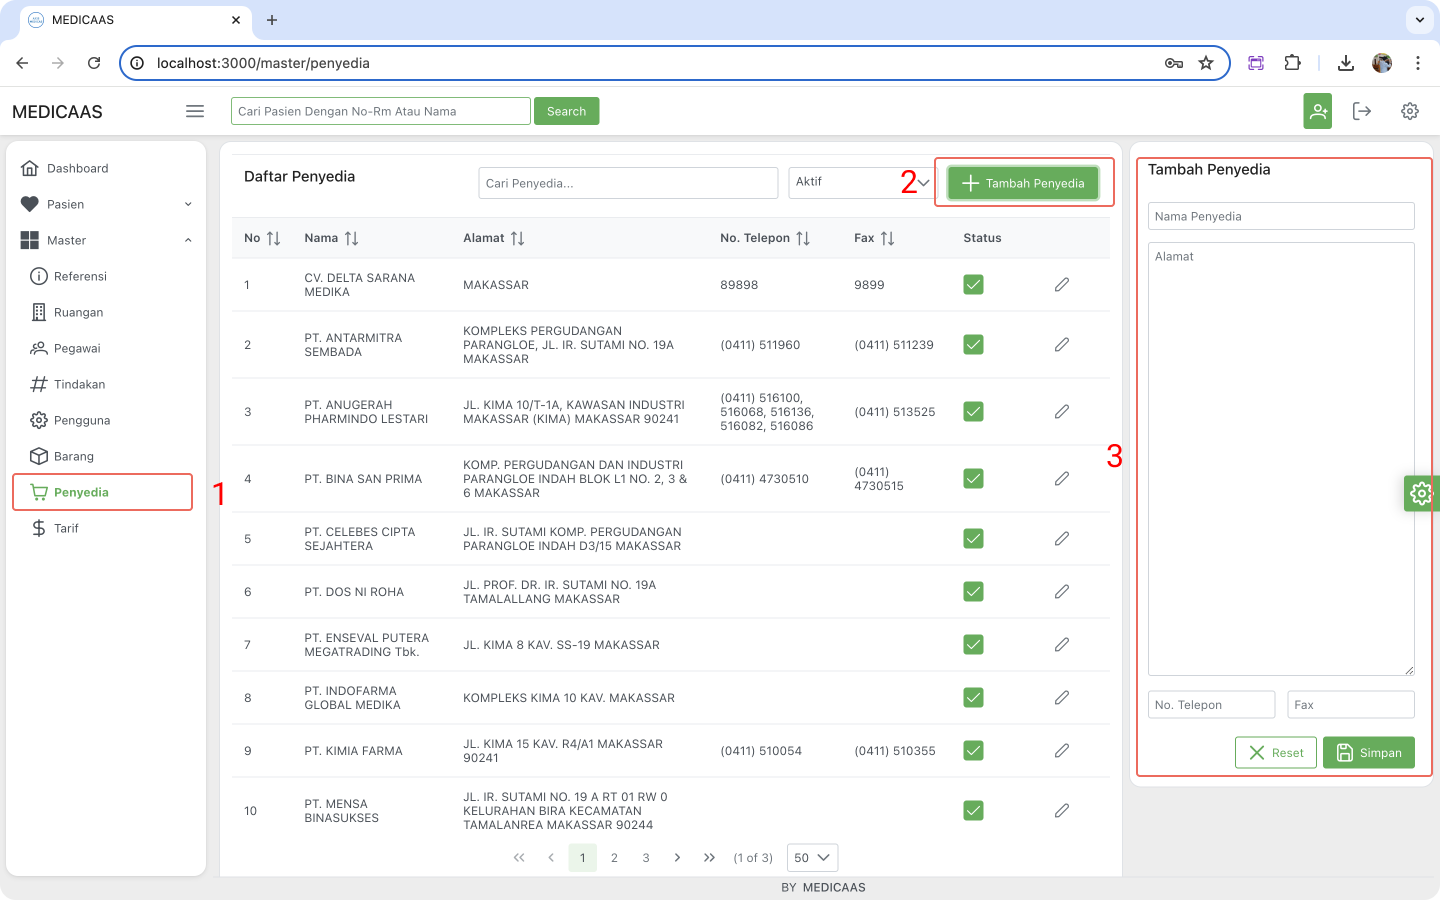 MEDICAAS
localhost:3000/master/penyedia
MEDICAAS
Cari Pasien Dengan No-Rm Atau Nama
Search
Dashboard
Pasien
Master
Referensi
Ruangan
Pegawai
Tindakan
Pengguna
Barang
Penyedia
1
Tarif
Daftar Penyedia
Cari Penyedia...
Aktif
2
Tambah Penyedia
No Nama Alamat No. Telepon Fax Status
1 CV. DELTA SARANA MAKASSAR 89898 9899
MEDIKA
2 PT. ANTARMITRA KOMPLEKS PERGUDANGAN (0411) 511960 (0411) 511239
SEMBADA PARANGLOE, JL. IR. SUTAMI NO. 19A
MAKASSAR
3 PT. ANUGERAH JL. KIMA 10/T-1A, KAWASAN INDUSTRI (0411) 516100, (0411) 513525
PHARMINDO LESTARI MAKASSAR (KIMA) MAKASSAR 90241 516068, 516136,
516082, 516086
4 PT. BINA SAN PRIMA KOMP. PERGUDANGAN DAN INDUSTRI (0411) 4730510 (0411)
PARANGLOE INDAH BLOK L1 NO. 2, 3 & 4730515
6 MAKASSAR
5 PT. CELEBES CIPTA JL. IR. SUTAMI KOMP. PERGUDANGAN
SEJAHTERA PARANGLOE INDAH D3/15 MAKASSAR
6 PT. DOS NI ROHA JL. PROF. DR. IR. SUTAMI NO. 19A
TAMALALLANG MAKASSAR
7 PT. ENSEVAL PUTERA JL. KIMA 8 KAV. SS-19 MAKASSAR
MEGATRADING Tbk.
8 PT. INDOFARMA KOMPLEKS KIMA 10 KAV. MAKASSAR
GLOBAL MEDIKA
9 PT. KIMIA FARMA JL. KIMA 15 KAV. R4/A1 MAKASSAR (0411) 510054 (0411) 510355
90241
10 PT. MENSA JL. IR. SUTAMI NO. 19 A RT 01 RW 0
BINASUKSES KELURAHAN BIRA KECAMATAN
TAMALANREA MAKASSAR 90244
1 2 3 (1 of 3) 50
3
Tambah Penyedia
Nama Penyedia
Alamat
No. Telepon
Fax
Reset
Simpan
BY MEDICAAS